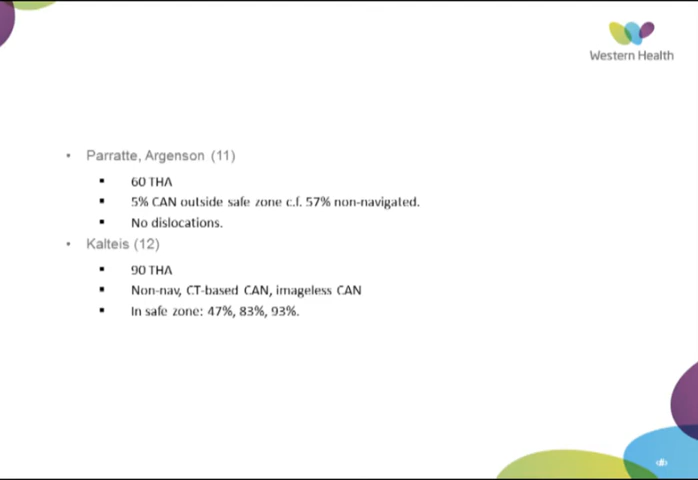 Western Health
• Parratte, Argenson (11)
▪ 60 THA
▪ 5% CAN outside safe zone c.f. 57% non-navigated.
▪ No dislocations.
• Kalteis (12)
▪ 90 THA
▪ Non-nav, CT-based CAN, imageless CAN
▪ In safe zone: 47%, 83%, 93%.